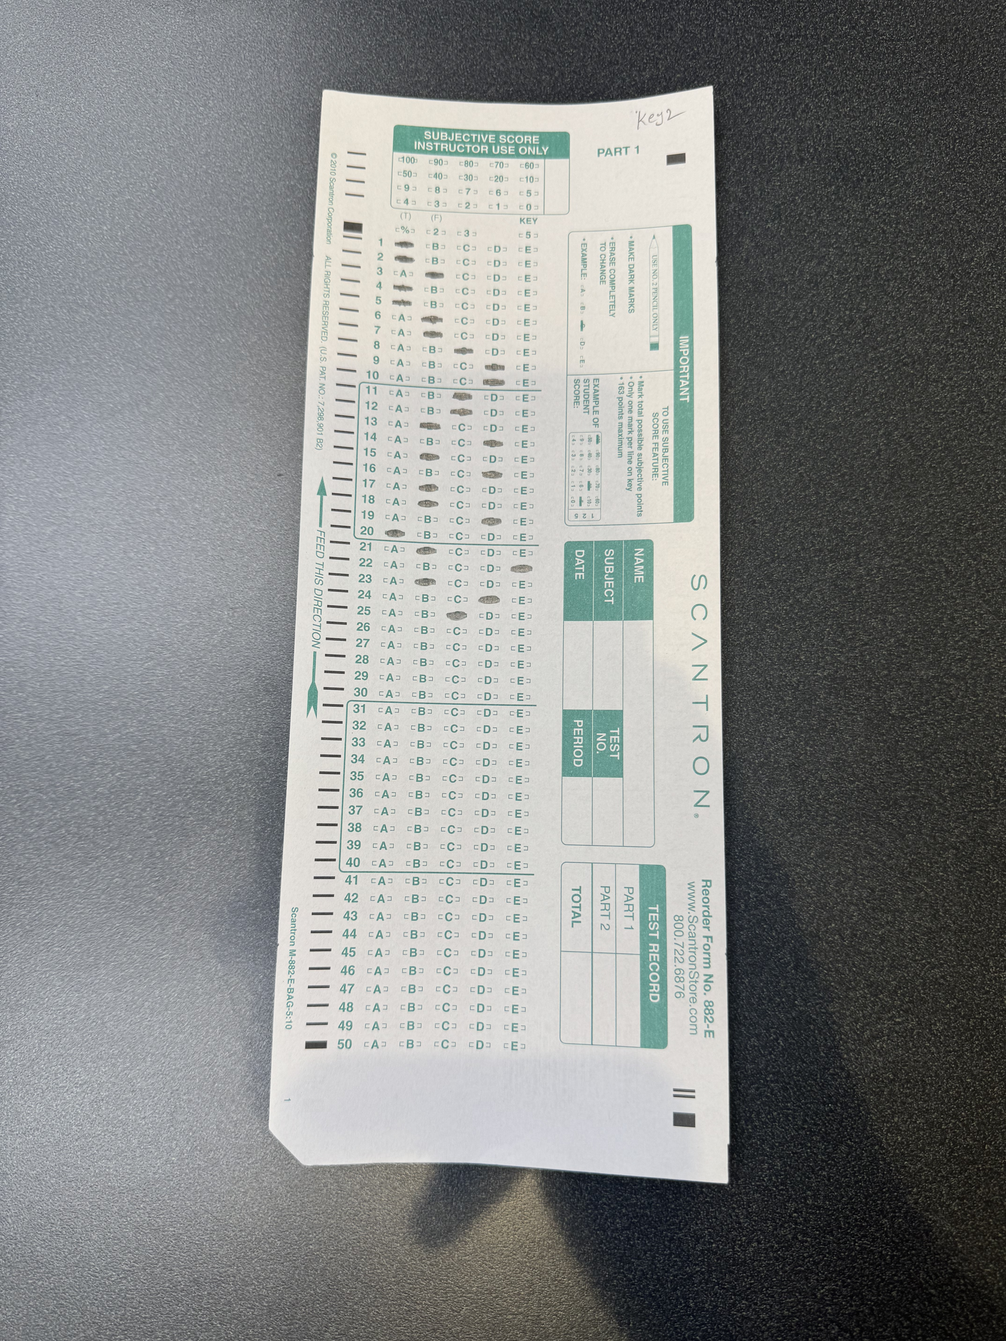 Key 2
PART 1
SUBJECTIVE SCORE
INSTRUCTOR USE ONLY
100 90 80 70 60
50 40 30 20 10
9 8 7 6 5
4 3 2 1 0
(T) (F) KEY
% 2 3 5
1 B C D E
2 B C D E
3 A C D E
4 B C D E
5 B C D E
6 A C D E
7 A C D E
8 A B D E
9 A B C E
10 A B C E
11 A B D E
12 A B D E
13 A C D E
14 A B C E
15 A C D E
16 A B C E
17 A C D E
18 A C D E
19 A B C E
20 B C D E
21 A C D E
22 A B C D
23 A C D E
24 A B C E
25 A B D E
26 A B C D E
27 A B C D E
28 A B C D E
29 A B C D E
30 A B C D E
31 A B C D E
32 A B C D E
33 A B C D E
34 A B C D E
35 A B C D E
36 A B C D E
37 A B C D E
38 A B C D E
39 A B C D E
40 A B C D E
41 A B C D E
42 A B C D E
43 A B C D E
44 A B C D E
45 A B C D E
46 A B C D E
47 A B C D E
48 A B C D E
49 A B C D E
50 A B C D E
© 2010 Scantron Corporation ALL RIGHTS RESERVED. (U.S. PAT. NO.: 7,298,901 B2)
FEED THIS DIRECTION
Scantron M-882-E-BAG-5:10
1
IMPORTANT
USE NO. 2 PENCIL ONLY
• MAKE DARK MARKS
• ERASE COMPLETELY
TO CHANGE
• EXAMPLE: A B D E
TO USE SUBJECTIVE
SCORE FEATURE:
• Mark total possible subjective points
• Only one mark per line on key
• 163 points maximum
EXAMPLE OF
STUDENT
SCORE:
NAME
SUBJECT
TEST
NO.
DATE
PERIOD
SCANTRON®
TEST RECORD
PART 1
PART 2
TOTAL
Reorder Form No. 882-E
www.ScantronStore.com
800.722.6876